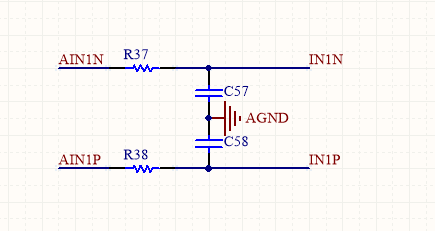 AIN1N R37 IN1N
C57
AGND
C58
AIN1P R38 IN1P